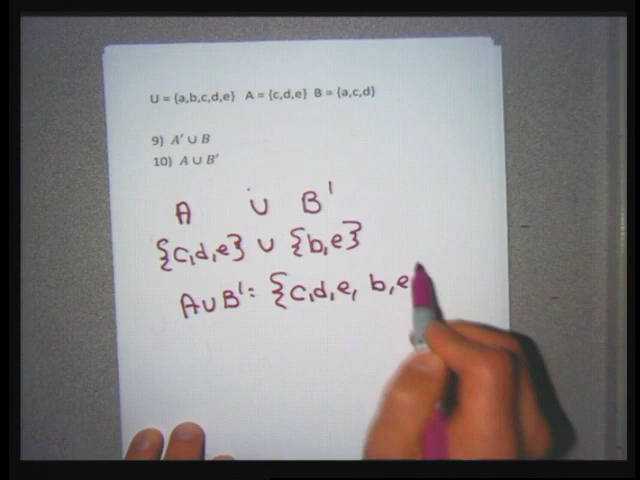 U = {a,b,c,d,e} A = {c,d,e} B = {a,c,d}
9) A′ ∪ B
10) A ∪ B′
A ∪ B'
{c,d,e} ∪ {b,e}
A∪B': {c,d,e, b,e